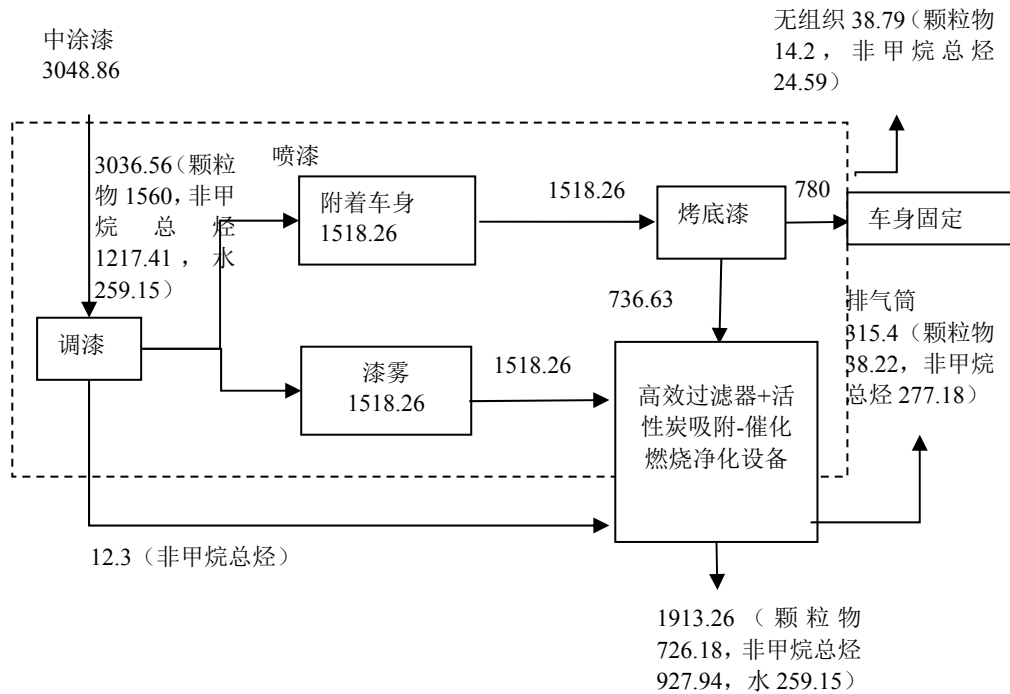 中涂漆
3048.86
无组织 38.79（颗粒物
14.2，非甲烷总烃
24.59）
3036.56（颗粒
物 1560，非甲
烷总烃
1217.41，水
259.15）
喷漆
附着车身
1518.26
1518.26
烤底漆
780
车身固定
736.63
调漆
漆雾
1518.26
1518.26
高效过滤器+活
性炭吸附-催化
燃烧净化设备
排气筒
315.4（颗粒物
38.22，非甲烷
总烃 277.18）
12.3（非甲烷总烃）
1913.26（颗粒物
726.18，非甲烷总烃
927.94，水 259.15）